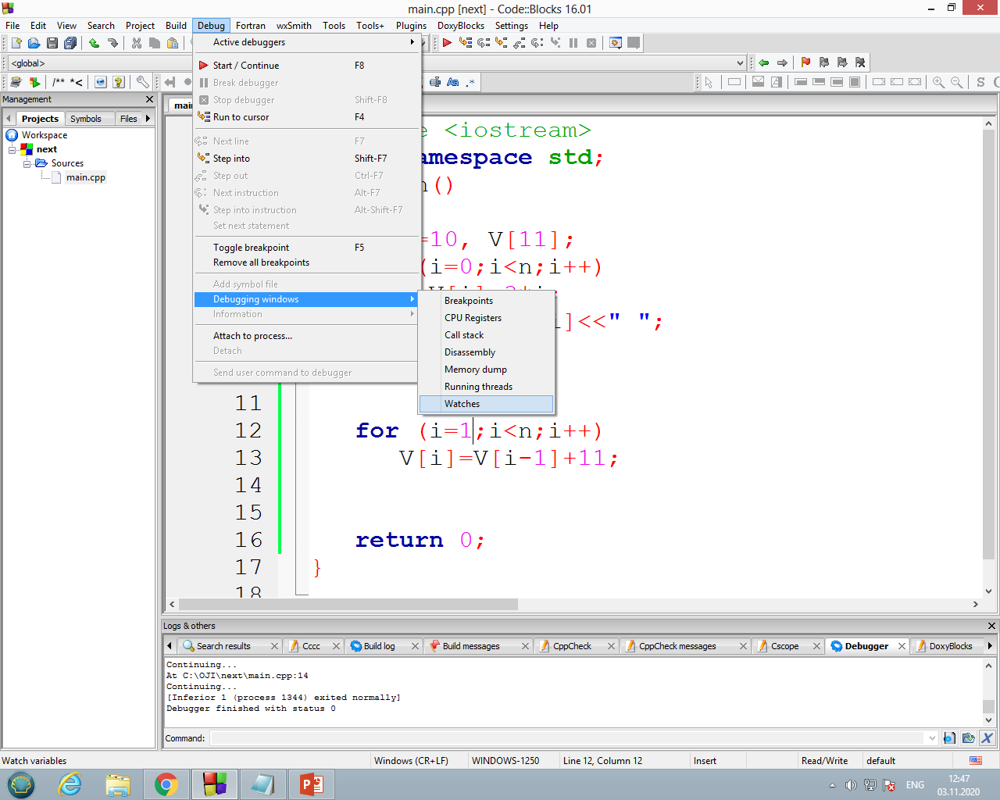 main.cpp [next] - Code::Blocks 16.01
File Edit View Search Project Build Debug Fortran wxSmith Tools Tools+ Plugins DoxyBlocks Settings Help
<global>
/** *<
Aa .*
S
Management
Projects Symbols Files
Workspace
next
Sources
main.cpp
Active debuggers
Start / Continue F8
Break debugger
Stop debugger Shift-F8
Run to cursor F4
Next line F7
Step into Shift-F7
Step out Ctrl-F7
Next instruction Alt-F7
Step into instruction Alt-Shift-F7
Set next statement
Toggle breakpoint F5
Remove all breakpoints
Add symbol file
Debugging windows
Information
Attach to process...
Detach
Send user command to debugger
Breakpoints
CPU Registers
Call stack
Disassembly
Memory dump
Running threads
Watches
<iostream>
std;
()
=10, V[11];
(i=0;i<n;i++)
]<<" ";
11
12 for (i=1;i<n;i++)
13 V[i]=V[i-1]+11;
14
15
16 return 0;
17 }
18
Logs & others
Search results Cccc Build log Build messages CppCheck CppCheck messages Cscope Debugger DoxyBlocks
Continuing...
At C:\OJI\next\main.cpp:14
Continuing...
[Inferior 1 (process 1344) exited normally]
Debugger finished with status 0
Command:
Watch variables Windows (CR+LF) WINDOWS-1250 Line 12, Column 12 Insert Read/Write default
ENG
12:47
03.11.2020